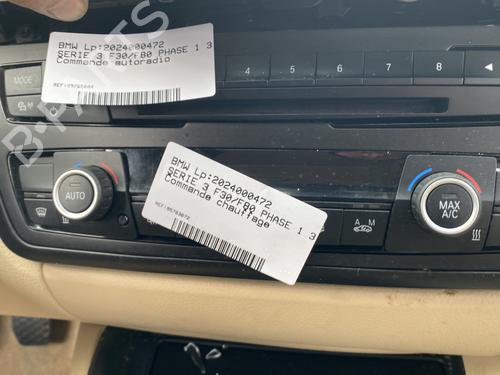 BMW Lp:2024000472
SERIE 3 F30/F80 PHASE 1 3
Commande autoradio
MODE
4 5 6 7 8
BMW Lp:2024000472
SERIE 3 F30/F80 PHASE 1 3
Commande chauffage
AUTO
A M
MAX
A/C
B-PARTS